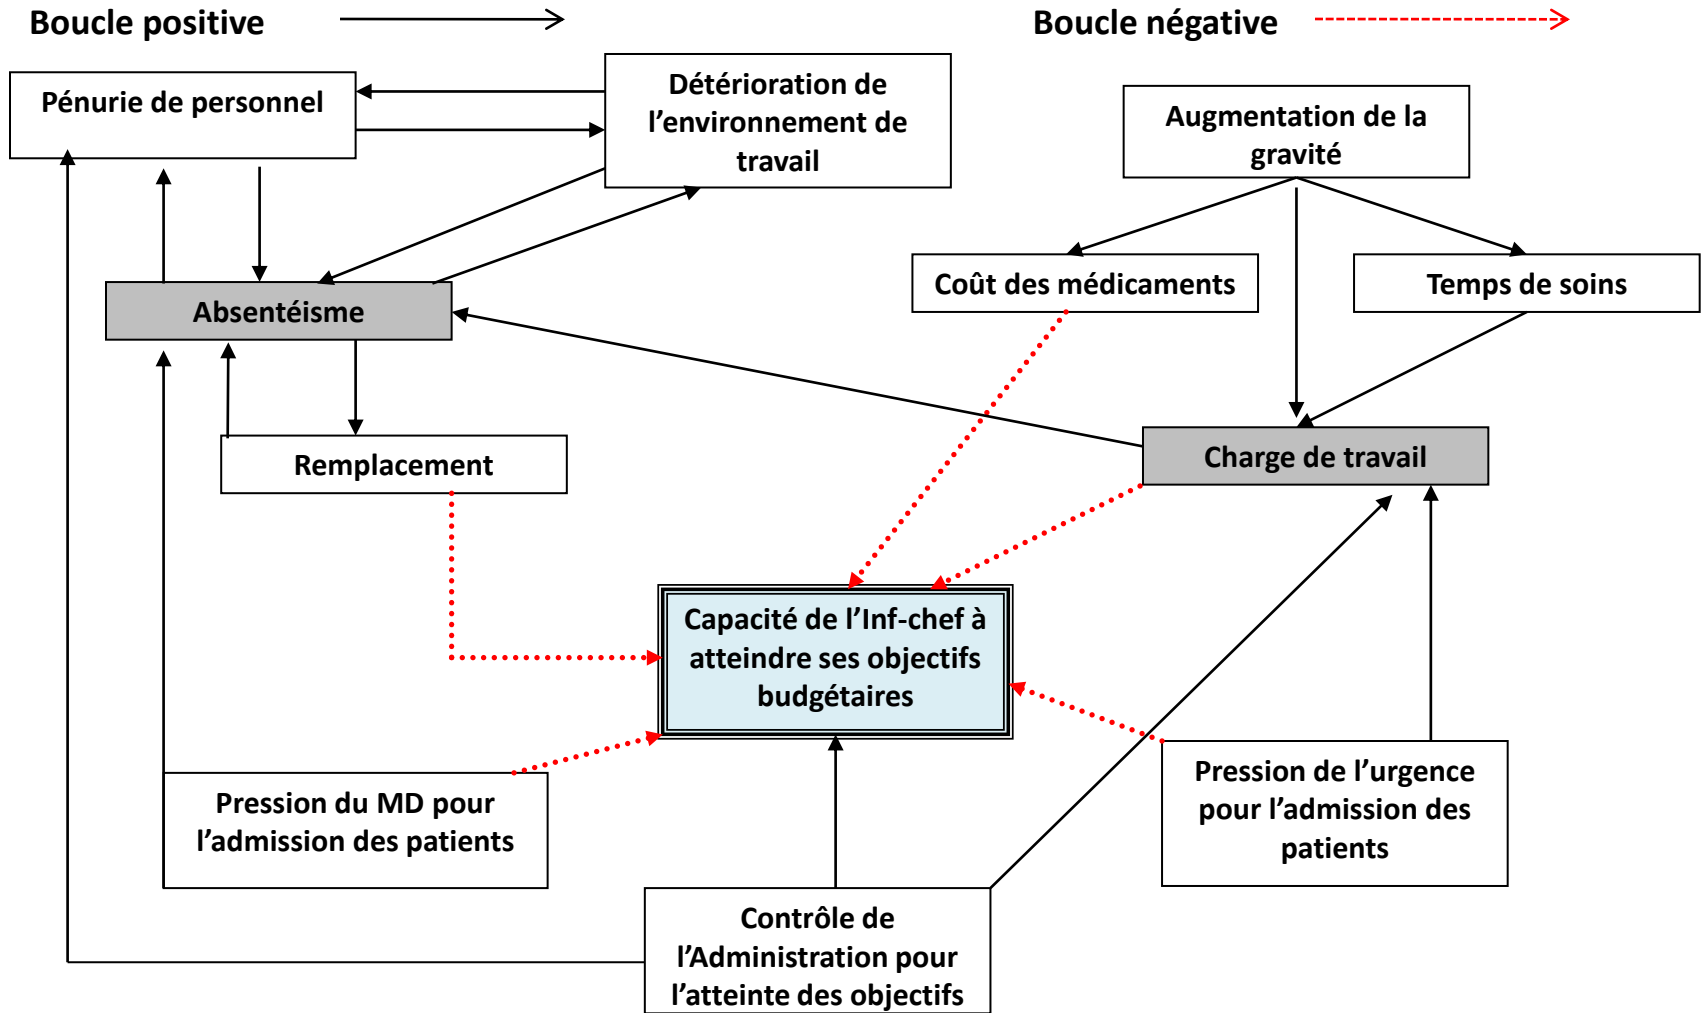 Boucle positive
Boucle négative
Pénurie de personnel
Détérioration de
l’environnement de
travail
Augmentation de la
gravité
Coût des médicaments
Temps de soins
Absentéisme
Remplacement
Charge de travail
Capacité de l’Inf-chef à
atteindre ses objectifs
budgétaires
Pression du MD pour
l’admission des patients
Pression de l’urgence
pour l’admission des
patients
Contrôle de
l’Administration pour
l’atteinte des objectifs